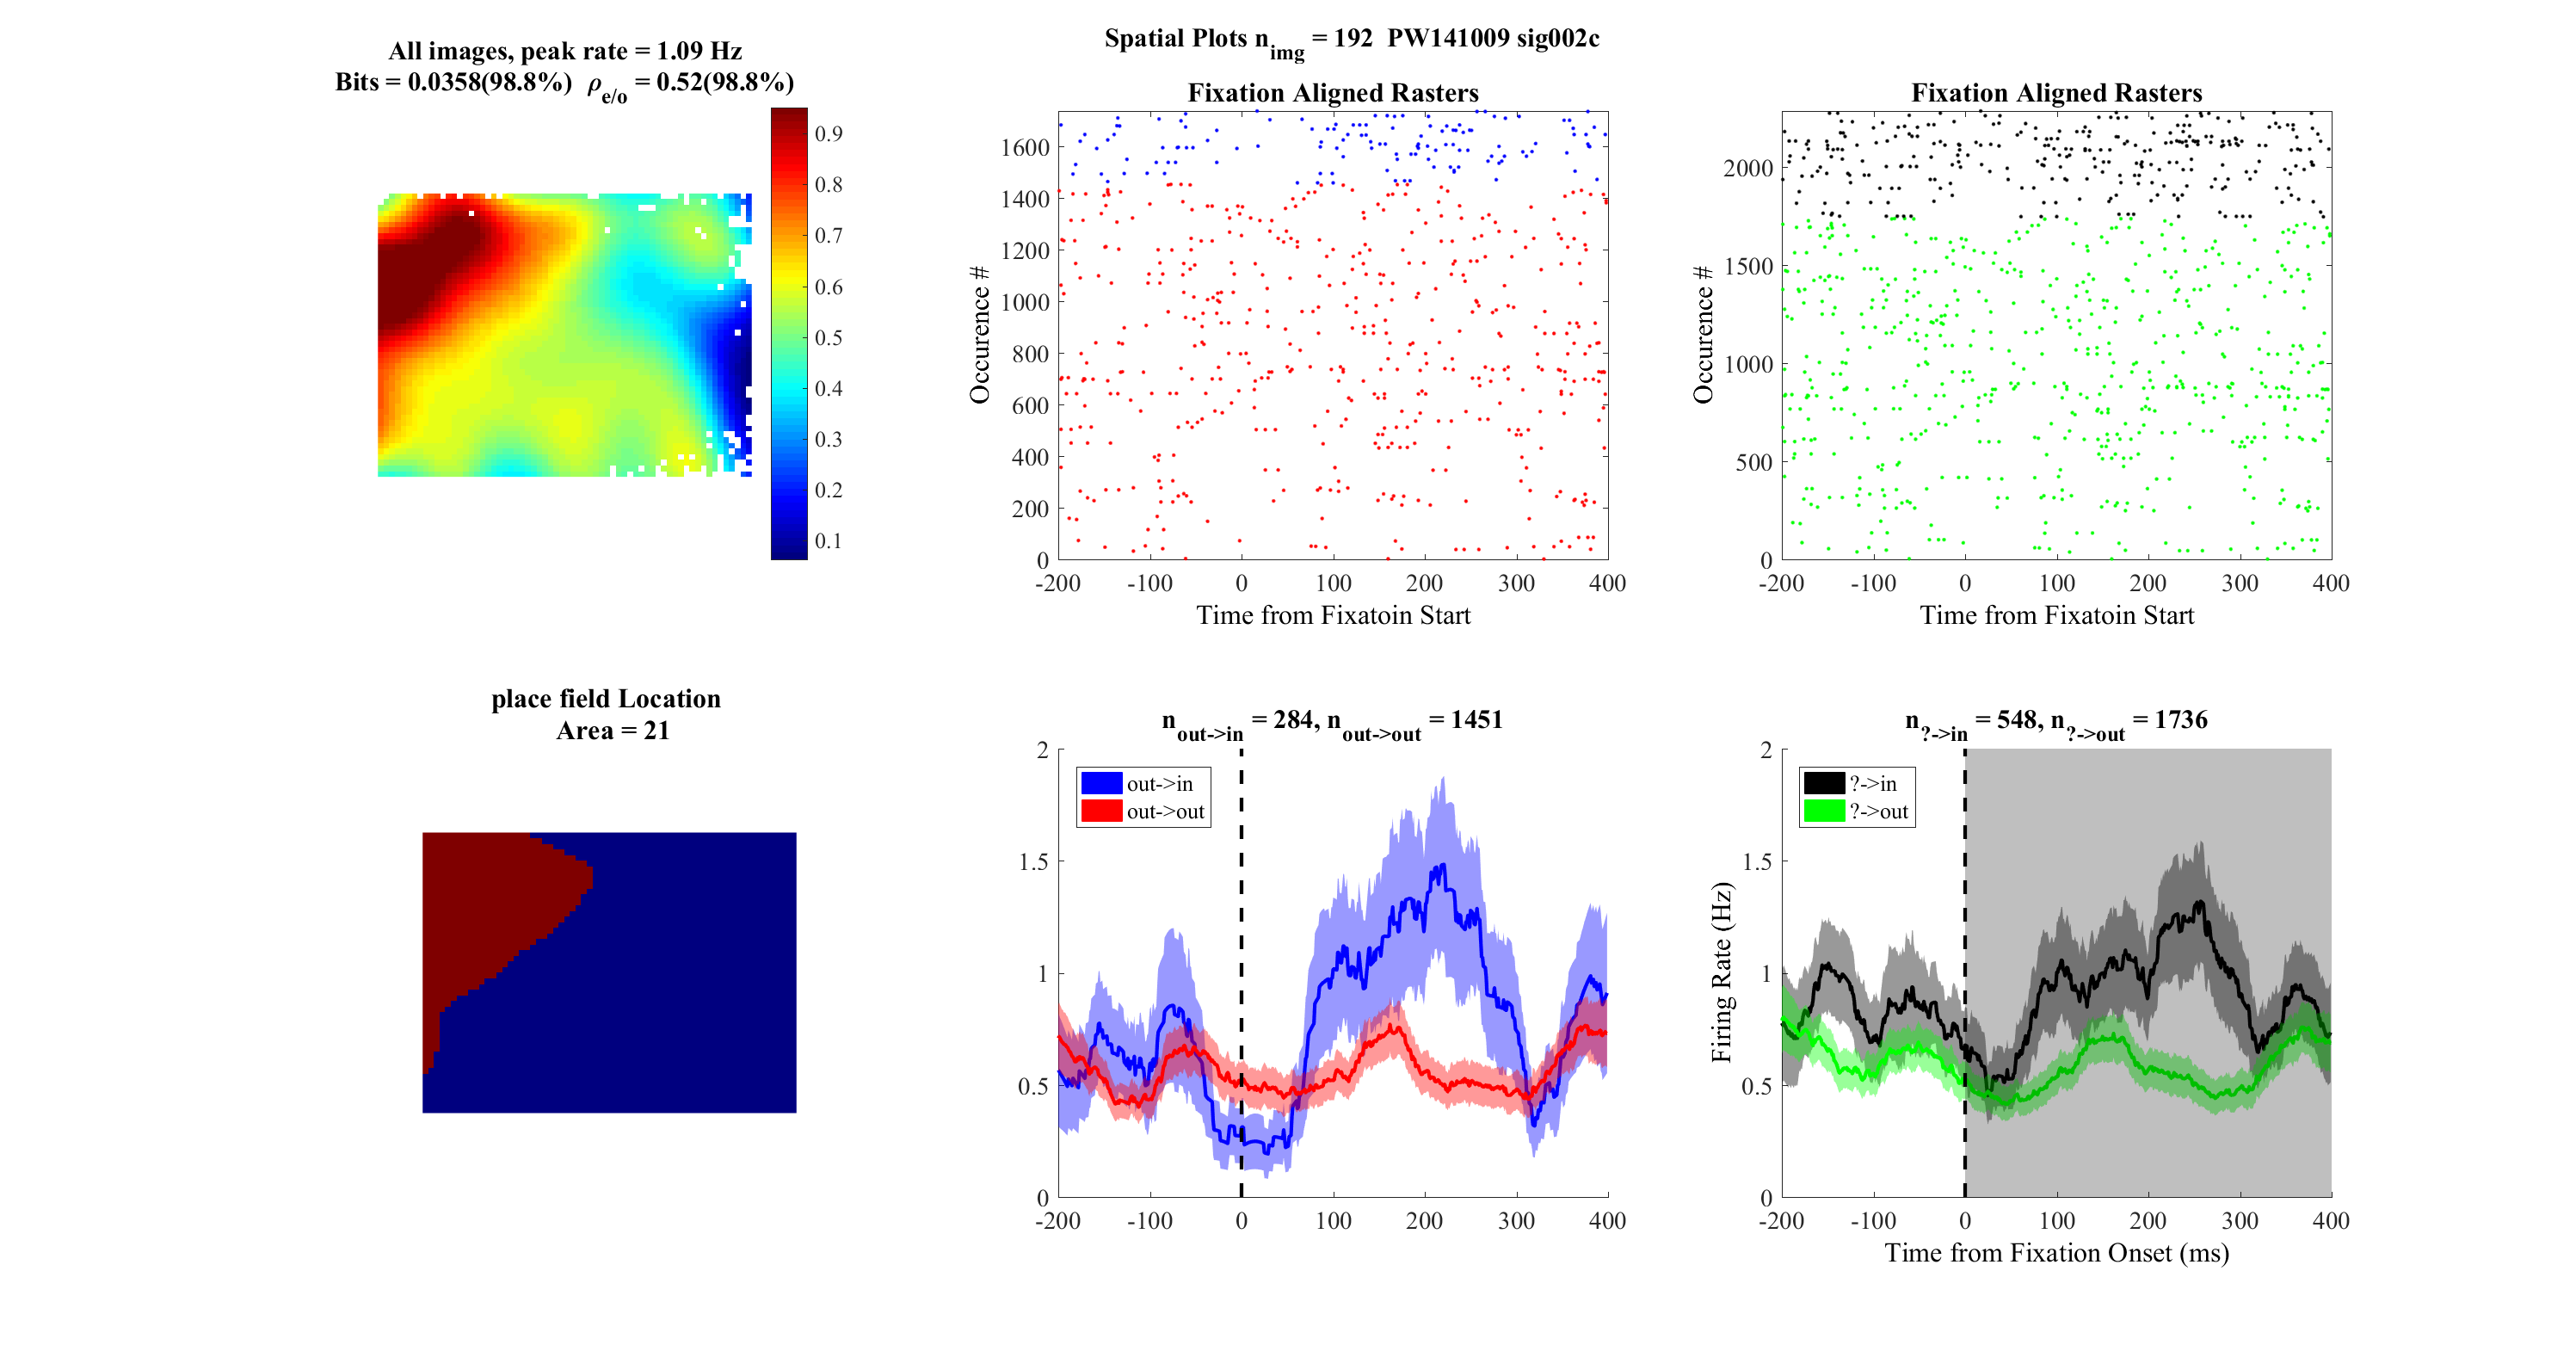 Spatial Plots n_img = 192  PW141009 sig002c
All images, peak rate = 1.09 Hz
Bits = 0.0358(98.8%)  ρ_e/o = 0.52(98.8%)
0.9
0.8
0.7
0.6
0.5
0.4
0.3
0.2
0.1
Fixation Aligned Rasters
Occurence #
1600
1400
1200
1000
800
600
400
200
0
-200 -100 0 100 200 300 400
Time from Fixatoin Start
Fixation Aligned Rasters
Occurence #
2000
1500
1000
500
0
-200 -100 0 100 200 300 400
Time from Fixatoin Start
place field Location
Area = 21
n_out->in = 284, n_out->out = 1451
out->in
out->out
2
1.5
1
0.5
0
-200 -100 0 100 200 300 400
n_?->in = 548, n_?->out = 1736
?->in
?->out
Firing Rate (Hz)
2
1.5
1
0.5
0
-200 -100 0 100 200 300 400
Time from Fixation Onset (ms)